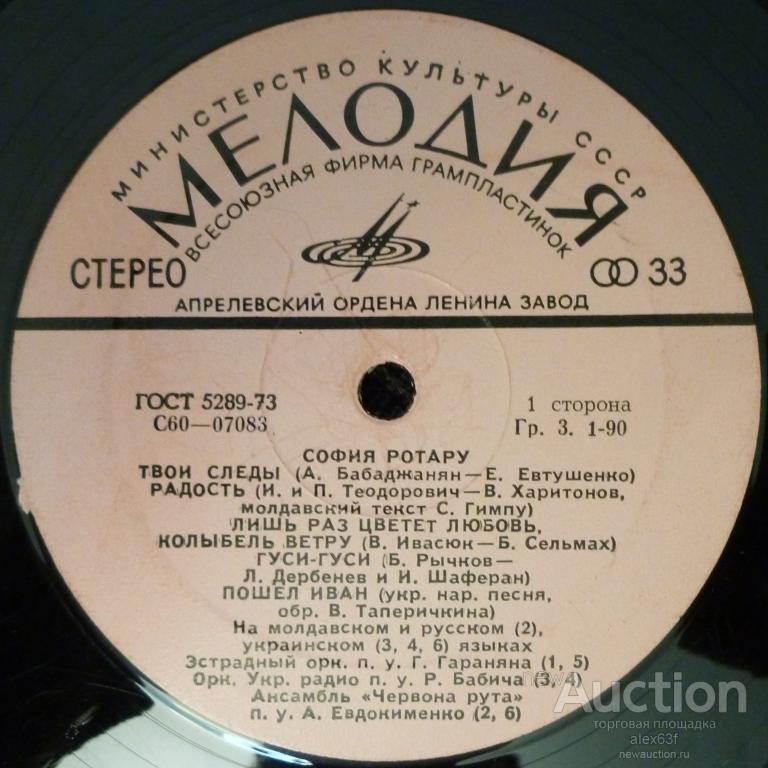 МИНИСТЕРСТВО КУЛЬТУРЫ СССР
МЕЛОДИЯ
ВСЕСОЮЗНАЯ ФИРМА ГРАМПЛАСТИНОК
СТЕРЕО
33
АПРЕЛЕВСКИЙ ОРДЕНА ЛЕНИНА ЗАВОД
ГОСТ 5289-73
С60—07083
1 сторона
Гр. 3. 1-90
СОФИЯ РОТАРУ
ТВОИ СЛЕДЫ (А. Бабаджанян—Е. Евтушенко)
РАДОСТЬ (И. и П. Теодорович—В. Харитонов,
молдавский текст С. Гимпу)
ЛИШЬ РАЗ ЦВЕТЕТ ЛЮБОВЬ,
КОЛЫБЕЛЬ ВЕТРУ (В. Ивасюк—Б. Сельмах)
ГУСИ-ГУСИ (Б. Рычков—
Л. Дербенев и И. Шаферан)
ПОШЕЛ ИВАН (укр. нар. песня,
обр. В. Таперичкина)
На молдавском и русском (2),
украинском (3, 4, 6) языках
Эстрадный орк. п. у. Г. Гараняна (1, 5)
Орк. Укр. радио п. у. Р. Бабича (3, 4)
Ансамбль «Червона рута»
п. у. А. Евдокименко (2, 6)
new
Auction
торговая площадка
alex63f
newauction.ru